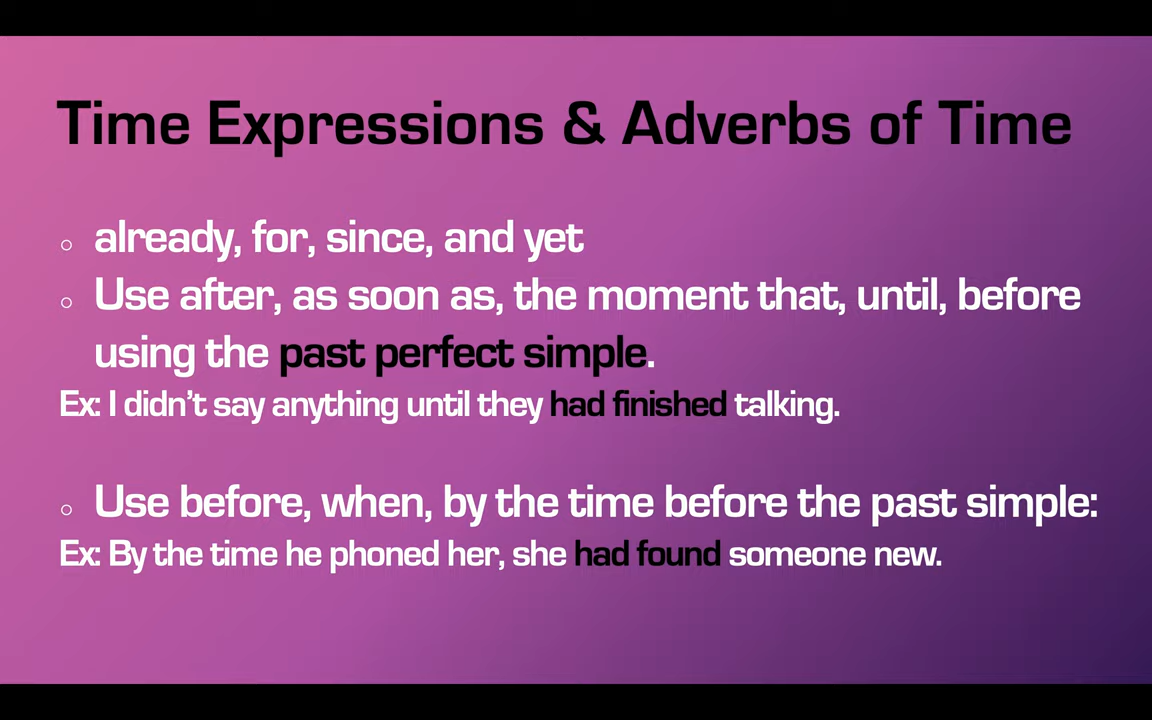 Time Expressions & Adverbs of Time
○ already, for, since, and yet
○ Use after, as soon as, the moment that, until, before
using the past perfect simple.
Ex: I didn’t say anything until they had finished talking.
○ Use before, when, by the time before the past simple:
Ex: By the time he phoned her, she had found someone new.